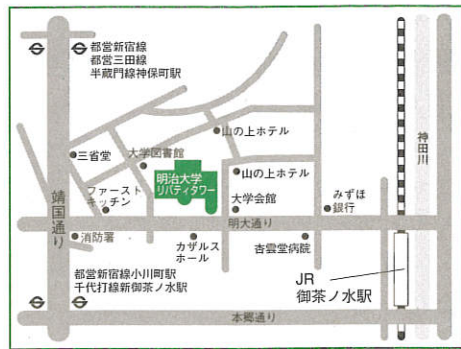 都営新宿線
都営三田線
半蔵門線神保町駅
山の上ホテル
三省堂
大学図書館
明治大学
リバティタワー
山の上ホテル
ファースト
キッチン
大学会館
みずほ
銀行
神田川
靖国通り
明大通り
消防署
カザルス
ホール
杏雲堂病院
都営新宿線小川町駅
千代打線新御茶ノ水駅
JR
御茶ノ水駅
本郷通り